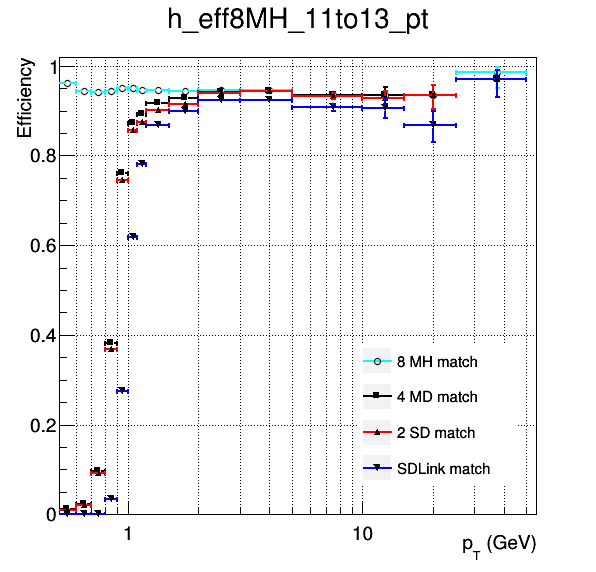 h_eff8MH_11to13_pt
Efficiency
1
0.8
0.6
0.4
0.2
0
8 MH match
4 MD match
2 SD match
SDLink match
1
10
p_T (GeV)